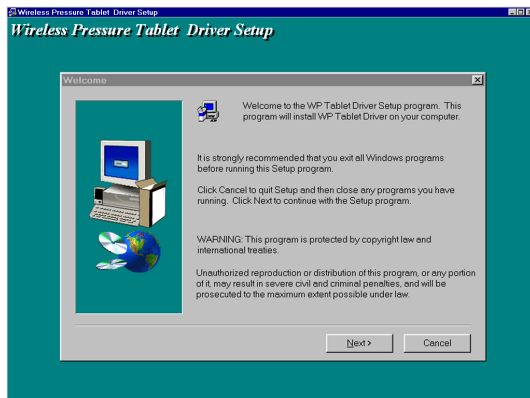 Wireless Pressure Tablet Driver Setup
Wireless Pressure Tablet Driver Setup
Welcome
Welcome to the WP Tablet Driver Setup program. This
program will install WP Tablet Driver on your computer.
It is strongly recommended that you exit all Windows programs
before running this Setup program.
Click Cancel to quit Setup and then close any programs you have
running. Click Next to continue with the Setup program.
WARNING: This program is protected by copyright law and
international treaties.
Unauthorized reproduction or distribution of this program, or any portion
of it, may result in severe civil and criminal penalties, and will be
prosecuted to the maximum extent possible under law.
Next >
Cancel